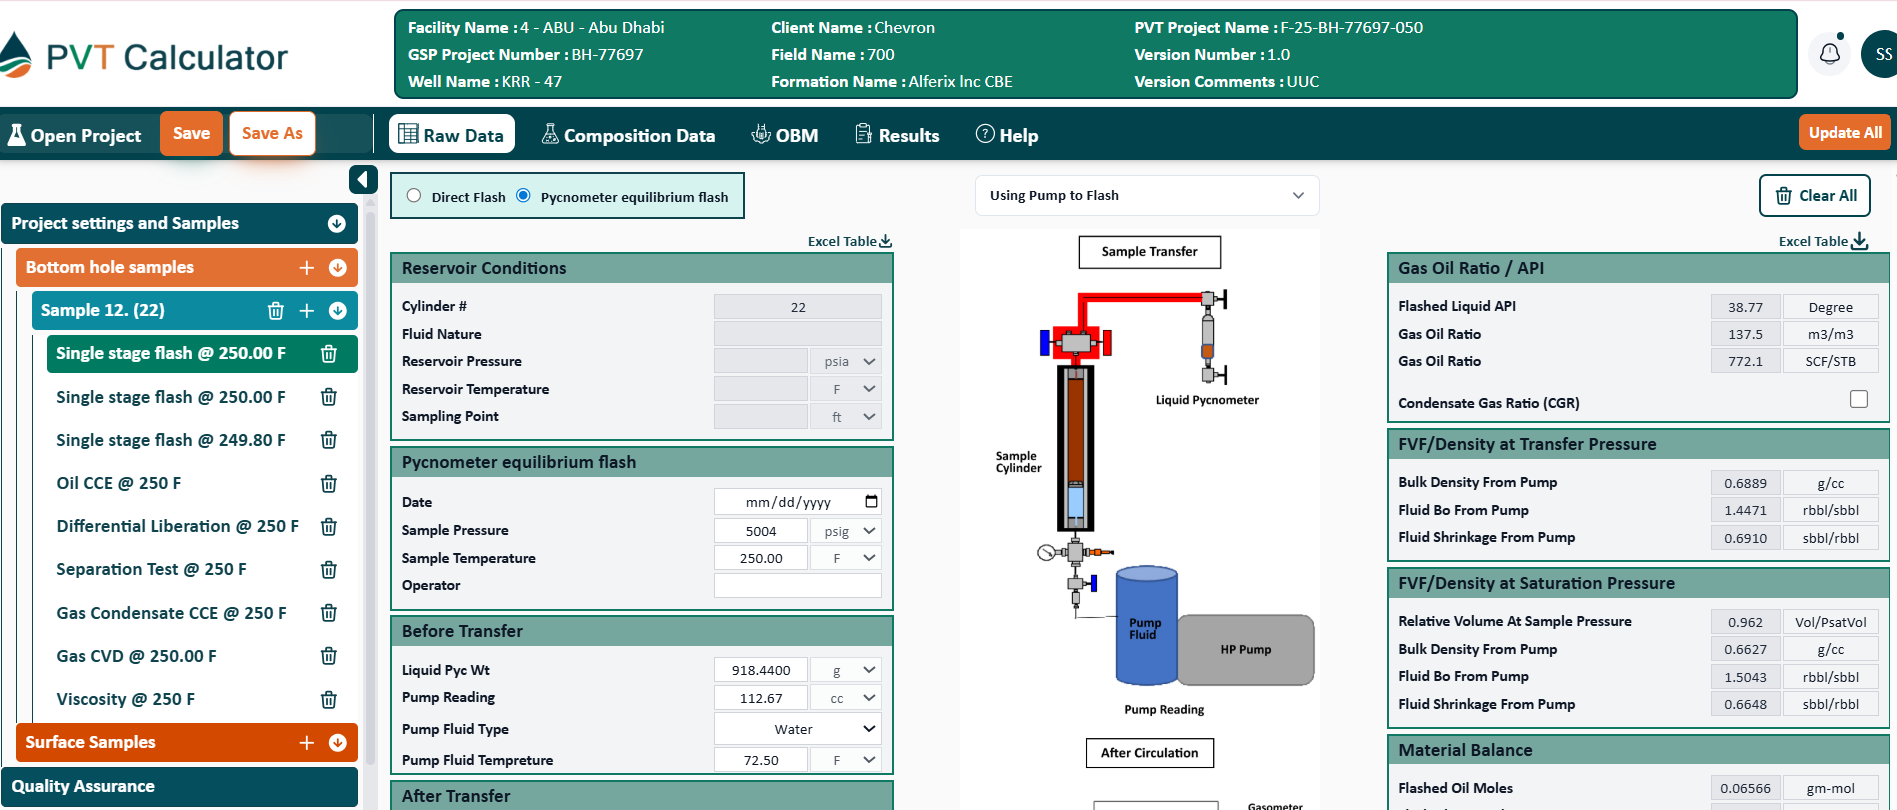 PVT Calculator
Facility Name : 4 - ABU - Abu Dhabi
GSP Project Number : BH-77697
Well Name : KRR - 47
Client Name : Chevron
Field Name : 700
Formation Name : Alferix lnc CBE
PVT Project Name : F-25-BH-77697-050
Version Number : 1.0
Version Comments : UUC
SS
Open Project
Save
Save As
Raw Data
Composition Data
OBM
Results
? Help
Update All
Project settings and Samples
Bottom hole samples
Sample 12. (22)
Single stage flash @ 250.00 F
Single stage flash @ 250.00 F
Single stage flash @ 249.80 F
Oil CCE @ 250 F
Differential Liberation @ 250 F
Separation Test @ 250 F
Gas Condensate CCE @ 250 F
Gas CVD @ 250.00 F
Viscosity @ 250 F
Surface Samples
Quality Assurance
Direct Flash
Pycnometer equilibrium flash
Excel Table
Reservoir Conditions
Cylinder # 22
Fluid Nature
Reservoir Pressure psia
Reservoir Temperature F
Sampling Point ft
Pycnometer equilibrium flash
Date mm/dd/yyyy
Sample Pressure 5004 psig
Sample Temperature 250.00 F
Operator
Before Transfer
Liquid Pyc Wt 918.4400 g
Pump Reading 112.67 cc
Pump Fluid Type Water
Pump Fluid Tempreture 72.50 F
After Transfer
Using Pump to Flash
Sample Transfer
Liquid Pycnometer
Sample
Cylinder
Pump
Fluid
HP Pump
Pump Reading
After Circulation
Gasometer
Clear All
Excel Table
Gas Oil Ratio / API
Flashed Liquid API 38.77 Degree
Gas Oil Ratio 137.5 m3/m3
Gas Oil Ratio 772.1 SCF/STB
Condensate Gas Ratio (CGR)
FVF/Density at Transfer Pressure
Bulk Density From Pump 0.6889 g/cc
Fluid Bo From Pump 1.4471 rbbl/sbbl
Fluid Shrinkage From Pump 0.6910 sbbl/rbbl
FVF/Density at Saturation Pressure
Relative Volume At Sample Pressure 0.962 Vol/PsatVol
Bulk Density From Pump 0.6627 g/cc
Fluid Bo From Pump 1.5043 rbbl/sbbl
Fluid Shrinkage From Pump 0.6648 sbbl/rbbl
Material Balance
Flashed Oil Moles 0.06566 gm-mol